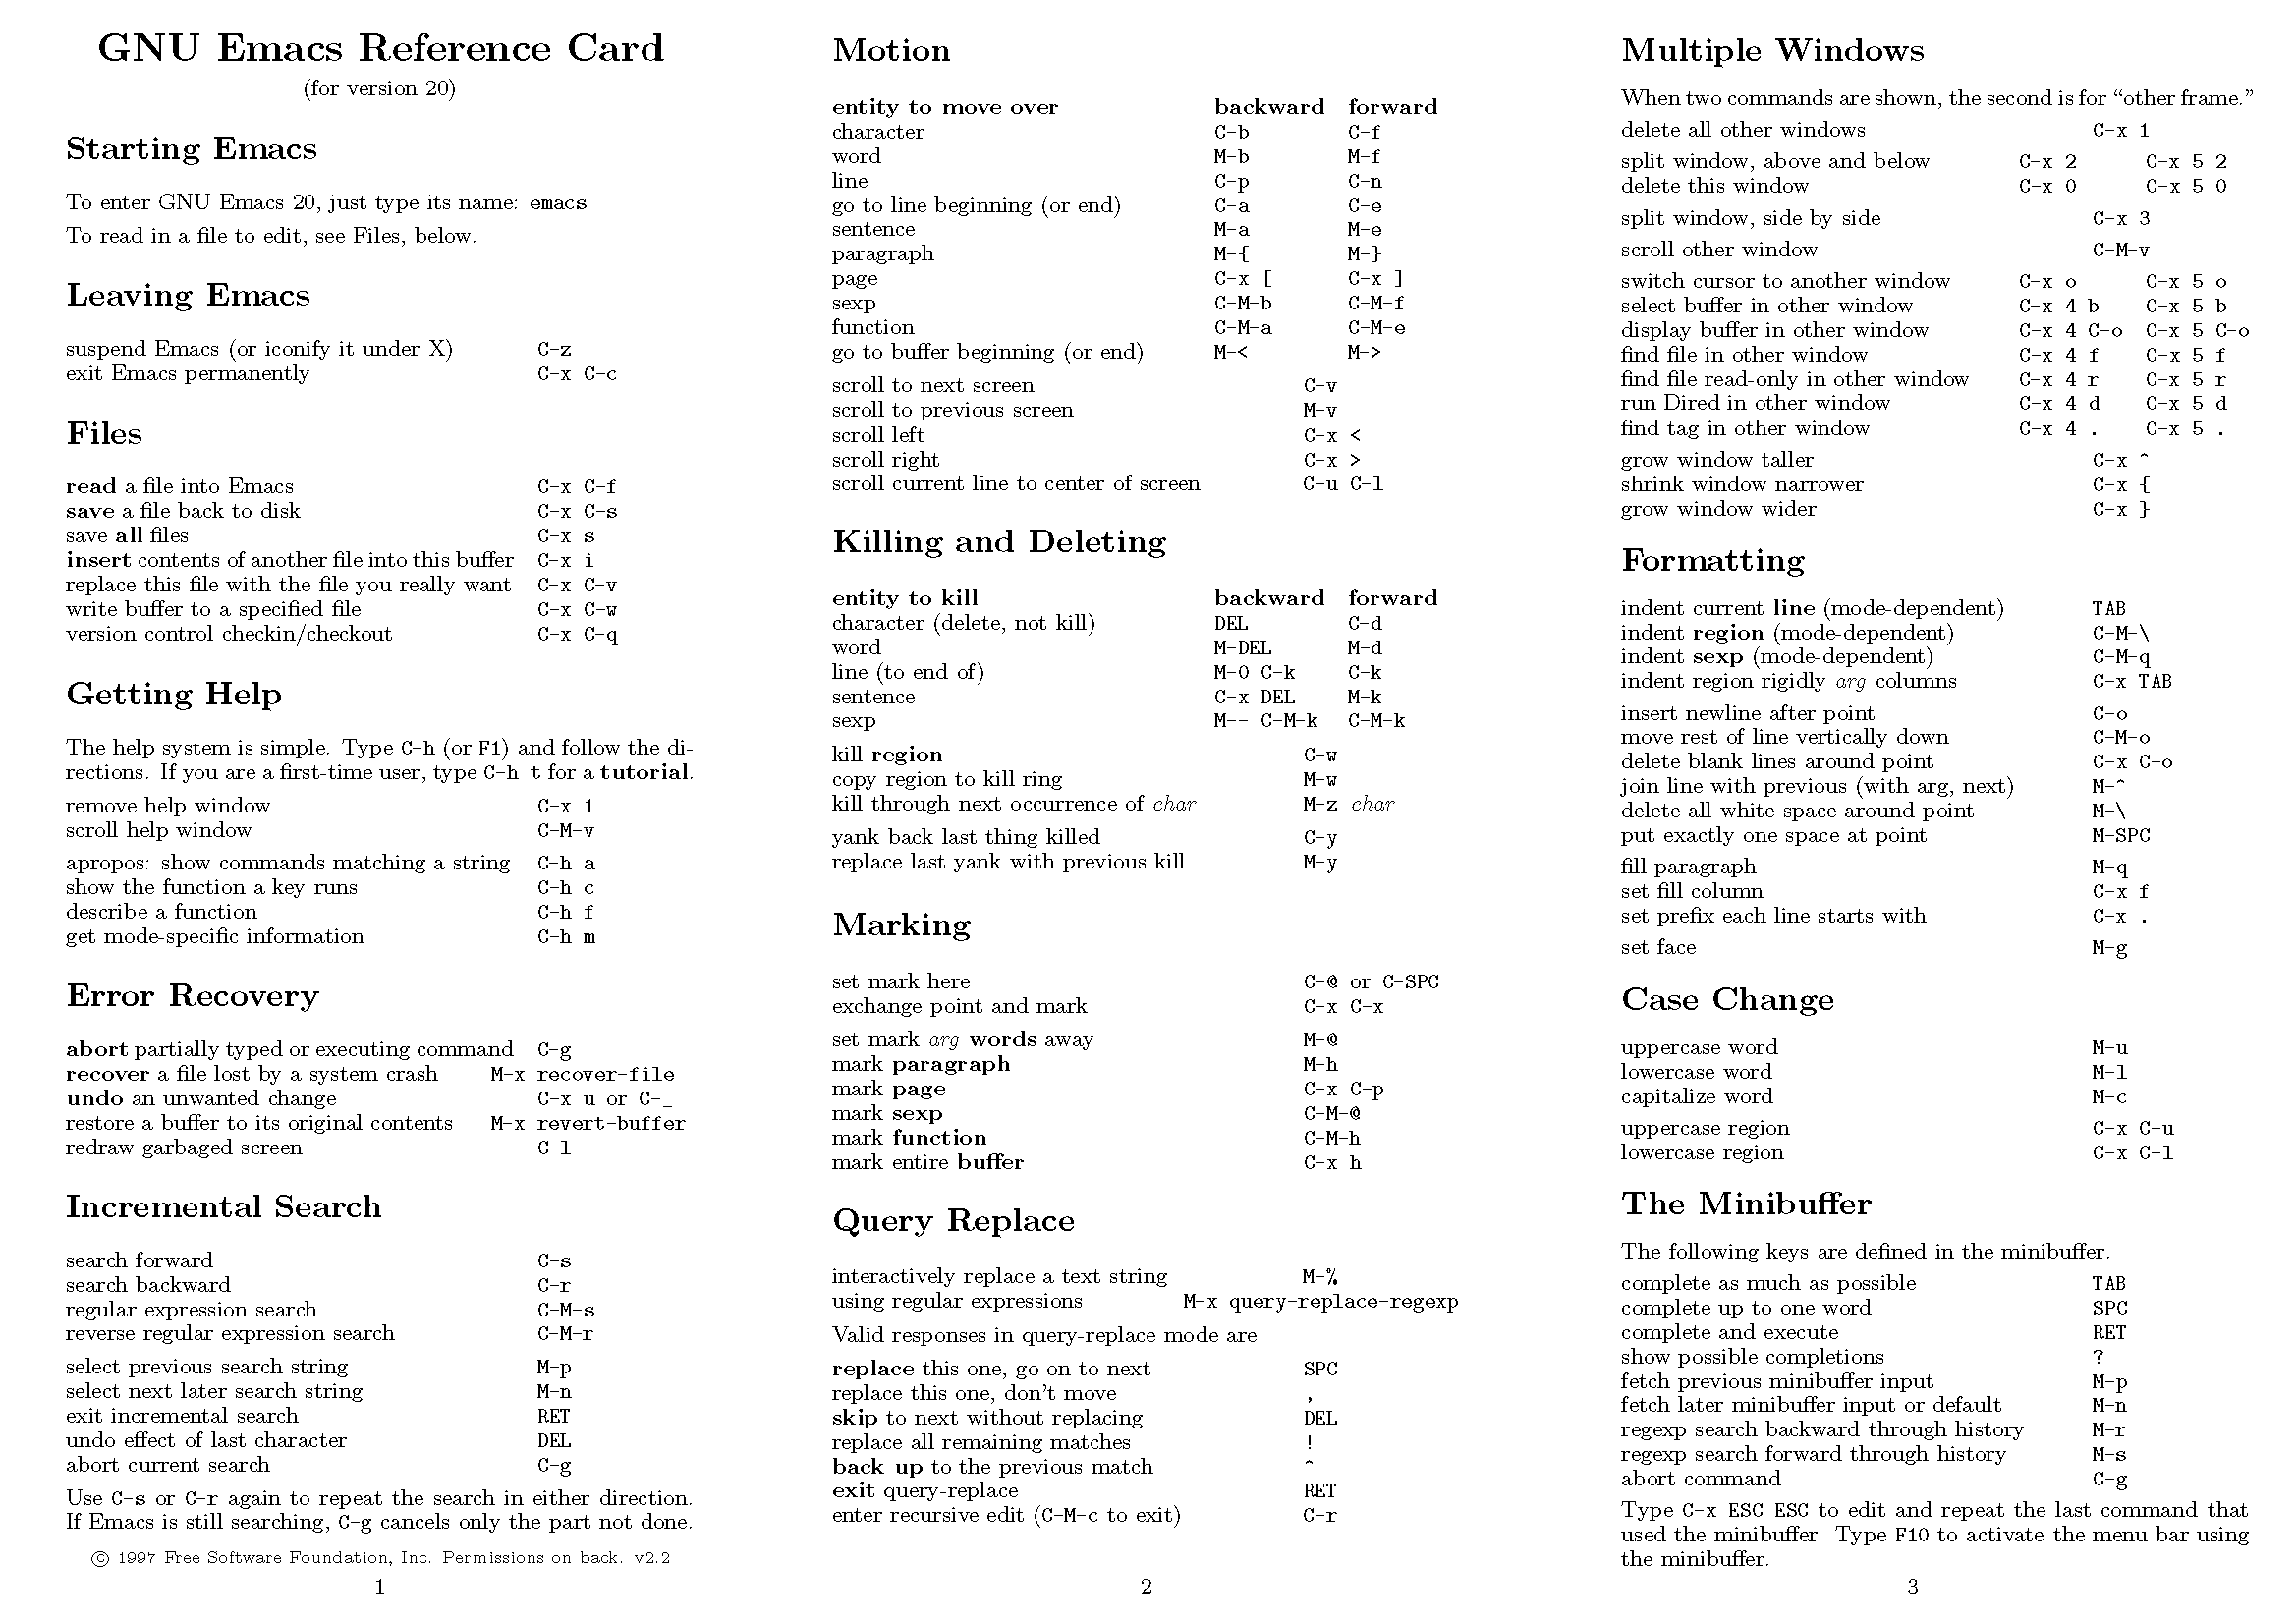 GNU Emacs Reference Card
(for version 20)
Starting Emacs
To enter GNU Emacs 20, just type its name: emacs
To read in a file to edit, see Files, below.
Leaving Emacs
suspend Emacs (or iconify it under X) C-z
exit Emacs permanently C-x C-c
Files
read a file into Emacs C-x C-f
save a file back to disk C-x C-s
save all files C-x s
insert contents of another file into this buffer C-x i
replace this file with the file you really want C-x C-v
write buffer to a specified file C-x C-w
version control checkin/checkout C-x C-q
Getting Help
The help system is simple. Type C-h (or F1) and follow the di-
rections. If you are a first-time user, type C-h t for a tutorial.
remove help window C-x 1
scroll help window C-M-v
apropos: show commands matching a string C-h a
show the function a key runs C-h c
describe a function C-h f
get mode-specific information C-h m
Error Recovery
abort partially typed or executing command C-g
recover a file lost by a system crash M-x recover-file
undo an unwanted change C-x u or C-_
restore a buffer to its original contents M-x revert-buffer
redraw garbaged screen C-l
Incremental Search
search forward C-s
search backward C-r
regular expression search C-M-s
reverse regular expression search C-M-r
select previous search string M-p
select next later search string M-n
exit incremental search RET
undo effect of last character DEL
abort current search C-g
Use C-s or C-r again to repeat the search in either direction.
If Emacs is still searching, C-g cancels only the part not done.
© 1997 Free Software Foundation, Inc. Permissions on back. v2.2
1
Motion
entity to move over backward forward
character C-b C-f
word M-b M-f
line C-p C-n
go to line beginning (or end) C-a C-e
sentence M-a M-e
paragraph M-{ M-}
page C-x [ C-x ]
sexp C-M-b C-M-f
function C-M-a C-M-e
go to buffer beginning (or end) M-< M->
scroll to next screen C-v
scroll to previous screen M-v
scroll left C-x <
scroll right C-x >
scroll current line to center of screen C-u C-l
Killing and Deleting
entity to kill backward forward
character (delete, not kill) DEL C-d
word M-DEL M-d
line (to end of) M-0 C-k C-k
sentence C-x DEL M-k
sexp M-- C-M-k C-M-k
kill region C-w
copy region to kill ring M-w
kill through next occurrence of char M-z char
yank back last thing killed C-y
replace last yank with previous kill M-y
Marking
set mark here C-@ or C-SPC
exchange point and mark C-x C-x
set mark arg words away M-@
mark paragraph M-h
mark page C-x C-p
mark sexp C-M-@
mark function C-M-h
mark entire buffer C-x h
Query Replace
interactively replace a text string M-%
using regular expressions M-x query-replace-regexp
Valid responses in query-replace mode are
replace this one, go on to next SPC
replace this one, don't move ,
skip to next without replacing DEL
replace all remaining matches !
back up to the previous match ^
exit query-replace RET
enter recursive edit (C-M-c to exit) C-r
2
Multiple Windows
When two commands are shown, the second is for “other frame.”
delete all other windows C-x 1
split window, above and below C-x 2 C-x 5 2
delete this window C-x 0 C-x 5 0
split window, side by side C-x 3
scroll other window C-M-v
switch cursor to another window C-x o C-x 5 o
select buffer in other window C-x 4 b C-x 5 b
display buffer in other window C-x 4 C-o C-x 5 C-o
find file in other window C-x 4 f C-x 5 f
find file read-only in other window C-x 4 r C-x 5 r
run Dired in other window C-x 4 d C-x 5 d
find tag in other window C-x 4 . C-x 5 .
grow window taller C-x ^
shrink window narrower C-x {
grow window wider C-x }
Formatting
indent current line (mode-dependent) TAB
indent region (mode-dependent) C-M-\
indent sexp (mode-dependent) C-M-q
indent region rigidly arg columns C-x TAB
insert newline after point C-o
move rest of line vertically down C-M-o
delete blank lines around point C-x C-o
join line with previous (with arg, next) M-^
delete all white space around point M-\
put exactly one space at point M-SPC
fill paragraph M-q
set fill column C-x f
set prefix each line starts with C-x .
set face M-g
Case Change
uppercase word M-u
lowercase word M-l
capitalize word M-c
uppercase region C-x C-u
lowercase region C-x C-l
The Minibuffer
The following keys are defined in the minibuffer.
complete as much as possible TAB
complete up to one word SPC
complete and execute RET
show possible completions ?
fetch previous minibuffer input M-p
fetch later minibuffer input or default M-n
regexp search backward through history M-r
regexp search forward through history M-s
abort command C-g
Type C-x ESC ESC to edit and repeat the last command that
used the minibuffer. Type F10 to activate the menu bar using
the minibuffer.
3